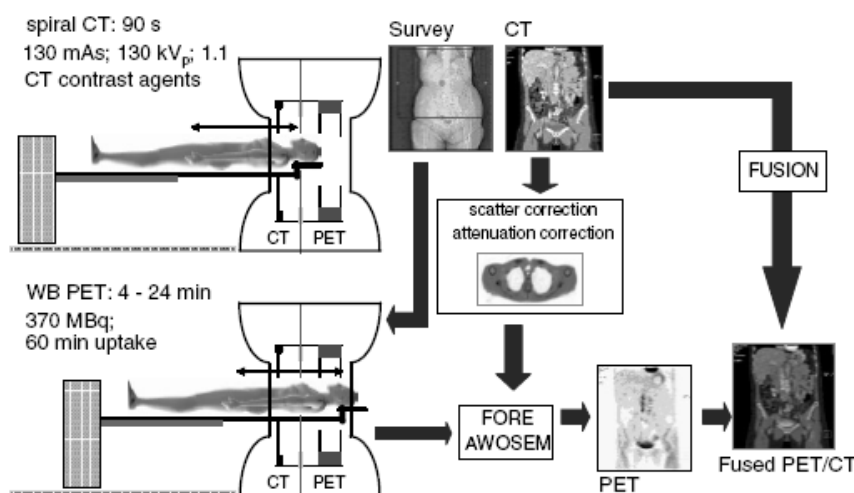 spiral CT: 90 s
130 mAs; 130 kVp; 1.1
CT contrast agents
Survey
CT
FUSION
CT
PET
scatter correction
attenuation correction
WB PET: 4 - 24 min
370 MBq;
60 min uptake
FORE
AWOSEM
CT
PET
PET
Fused PET/CT